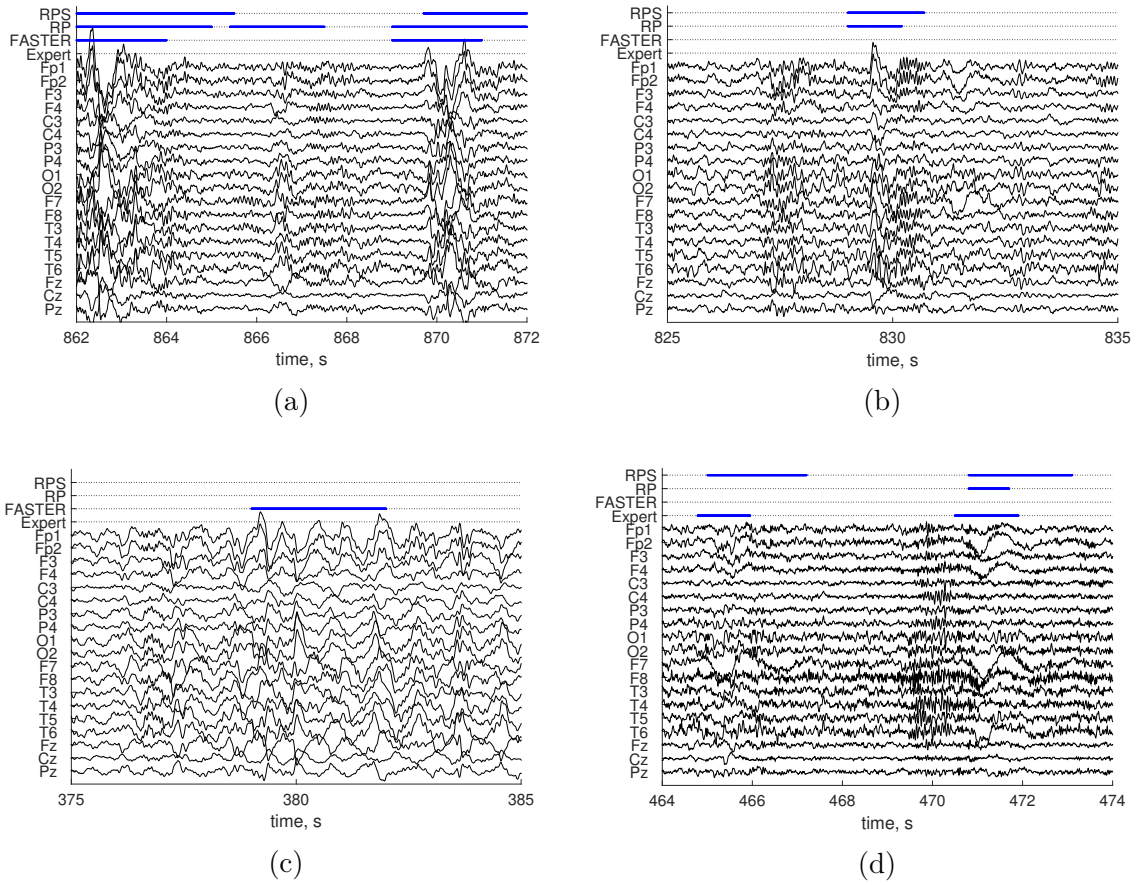 RPS
RP
FASTER
Expert
Fp1
Fp2
F3
F4
C3
C4
P3
P4
O1
O2
F7
F8
T3
T4
T5
T6
Fz
Cz
Pz
862 864 866 868 870 872
time, s
(a)
RPS
RP
FASTER
Expert
Fp1
Fp2
F3
F4
C3
C4
P3
P4
O1
O2
F7
F8
T3
T4
T5
T6
Fz
Cz
Pz
825 830 835
time, s
(b)
RPS
RP
FASTER
Expert
Fp1
Fp2
F3
F4
C3
C4
P3
P4
O1
O2
F7
F8
T3
T4
T5
T6
Fz
Cz
Pz
375 380 385
time, s
(c)
RPS
RP
FASTER
Expert
Fp1
Fp2
F3
F4
C3
C4
P3
P4
O1
O2
F7
F8
T3
T4
T5
T6
Fz
Cz
Pz
464 466 468 470 472 474
time, s
(d)